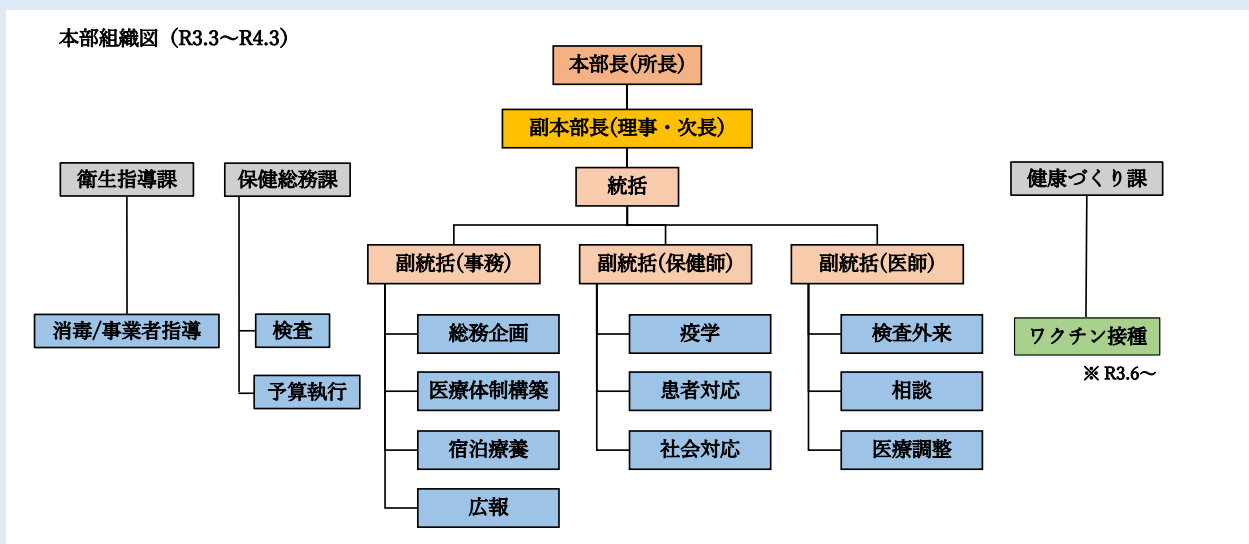 本部組織図（R3.3～R4.3）
本部長(所長)
副本部長(理事・次長)
衛生指導課
保健総務課
統括
健康づくり課
副統括(事務)
副統括(保健師)
副統括(医師)
消毒/事業者指導
検査
総務企画
疫学
検査外来
ワクチン接種
※ R3.6～
予算執行
医療体制構築
患者対応
相談
宿泊療養
社会対応
医療調整
広報